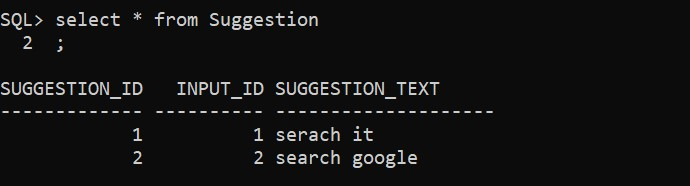 SQL> select * from Suggestion
2 ;
SUGGESTION_ID INPUT_ID SUGGESTION_TEXT
------------- ---------- --------------------
1 1 serach it
2 2 search google